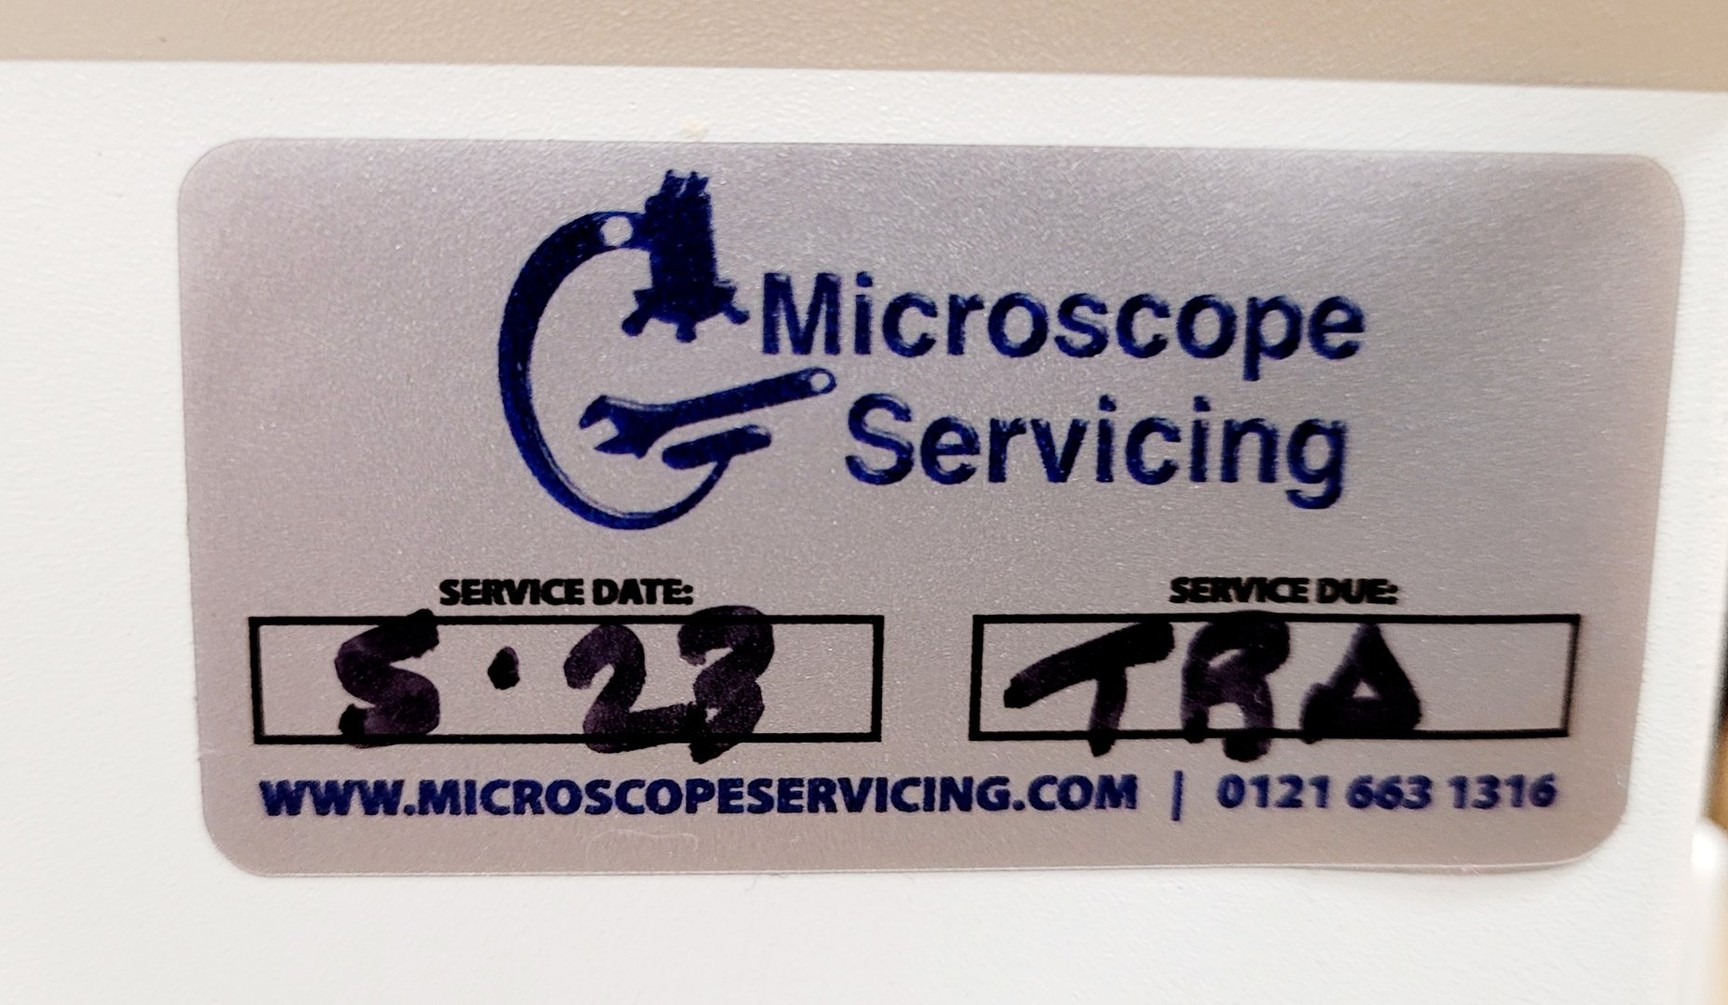 Microscope
Servicing
SERVICE DATE:
5.23
SERVICE DUE:
TBA
WWW.MICROSCOPESERVICING.COM | 0121 663 1316